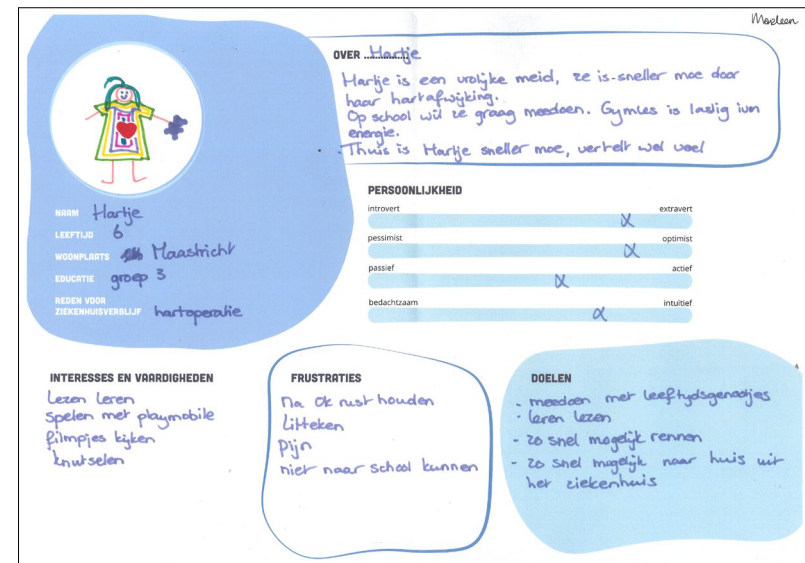 Marleen
OVER Hartje
Hartje is een vrolijke meid, ze is sneller moe door
haar hartafwijking.
Op school wil ze graag meedoen. Gymles is lastig ivm
energie.
Thuis is Hartje sneller moe, vertelt wel veel
NAAM Hartje
LEEFTIJD 6
WOONPLAATS Maastricht
EDUCATIE groep 3
REDEN VOOR
ZIEKENHUISVERBLIJF hartoperatie
PERSOONLIJKHEID
introvert extravert
pessimist optimist
passief actief
bedachtzaam intuïtief
INTERESSES EN VAARDIGHEDEN
Lezen leren
spelen met playmobile
filmpjes kijken
knutselen
FRUSTRATIES
Na OK rust houden
Litteken
Pijn
niet naar school kunnen
DOELEN
- meedoen met leeftijdsgenootjes
- leren lezen
- zo snel mogelijk rennen
- zo snel mogelijk naar huis uit
het ziekenhuis